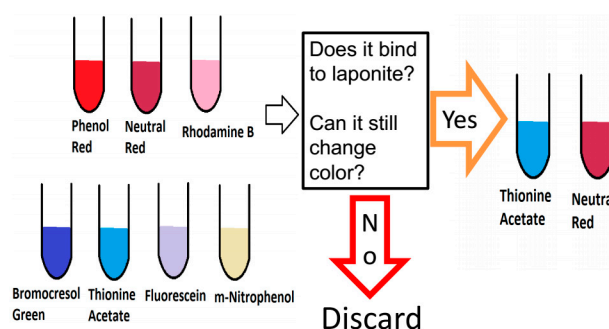 Phenol
Red
Neutral
Red
Rhodamine B
Bromocresol
Green
Thionine
Acetate
Fluorescein
m-Nitrophenol
Does it bind
to laponite?
Can it still
change
color?
Yes
N
o
Discard
Thionine
Acetate
Neutra
Red